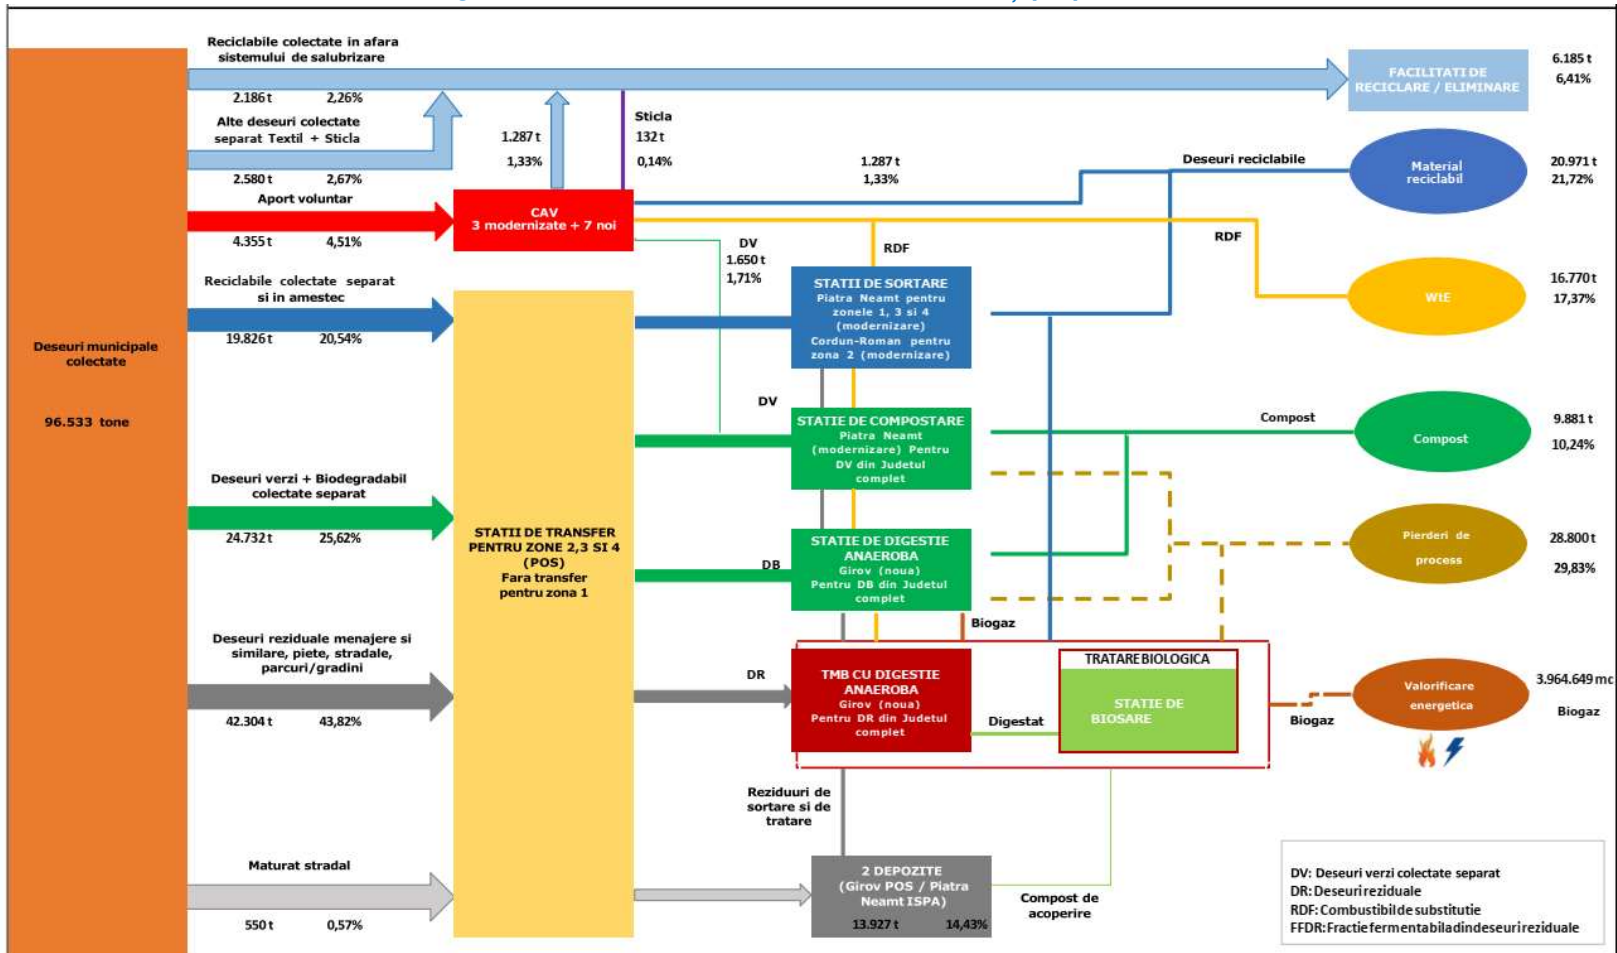 Reciclabile colectate in afara
sistemului de salubrizare
2.186 t 2,26%
Alte deseuri colectate
separat Textil + Sticla
2.580 t 2,67%
Aport voluntar
4.355 t 4,51%
Reciclabile colectate separat
si in amestec
19.826 t 20,54%
Deseuri municipale
colectate
96.533 tone
Deseuri verzi + Biodegradabil
colectate separat
24.732 t 25,62%
Deseuri reziduale menajere si
similare, piete, stradale,
parcuri/gradini
42.304 t 43,82%
Maturat stradal
550 t 0,57%
1.287 t
1,33%
Sticla
132 t
0,14%
CAV
3 modernizate + 7 noi
STATII DE TRANSFER
PENTRU ZONE 2,3 SI 4
(POS)
Fara transfer
pentru zona 1
1.287 t
1,33%
DV
1.650 t
1,71%
RDF
STATII DE SORTARE
Piatra Neamt pentru
zonele 1, 3 si 4
(modernizare)
Cordun-Roman pentru
zona 2 (modernizare)
DV
STATIE DE COMPOSTARE
Piatra Neamt
(modernizare) Pentru
DV din Judetul
complet
DB
STATIE DE DIGESTIE
ANAEROBA
Girov (noua)
Pentru DB din Judetul
complet
Biogaz
DR
TMB CU DIGESTIE
ANAEROBA
Girov (noua)
Pentru DR din Judetul
complet
Digestat
TRATARE BIOLOGICA
STATIE DE
BIOSARE
Reziduuri de
sortare si de
tratare
2 DEPOZITE
(Girov POS / Piatra
Neamt ISPA)
13.927 t 14,43%
Compost de
acoperire
Deseuri reciclabile
RDF
Compost
Biogaz
FACILITATI DE
RECICLARE / ELIMINARE
6.185 t
6,41%
Material
reciclabil
20.971 t
21,72%
WtE
16.770 t
17,37%
Compost
9.881 t
10,24%
Pierderi de
process
28.800 t
29,83%
Valorificare
energetica
3.964.649 mc
Biogaz
DV: Deseuri verzi colectate separat
DR: Deseuri reziduale
RDF: Combustibil de substitutie
FFDR: Fractie fermentabila din deseuri reziduale